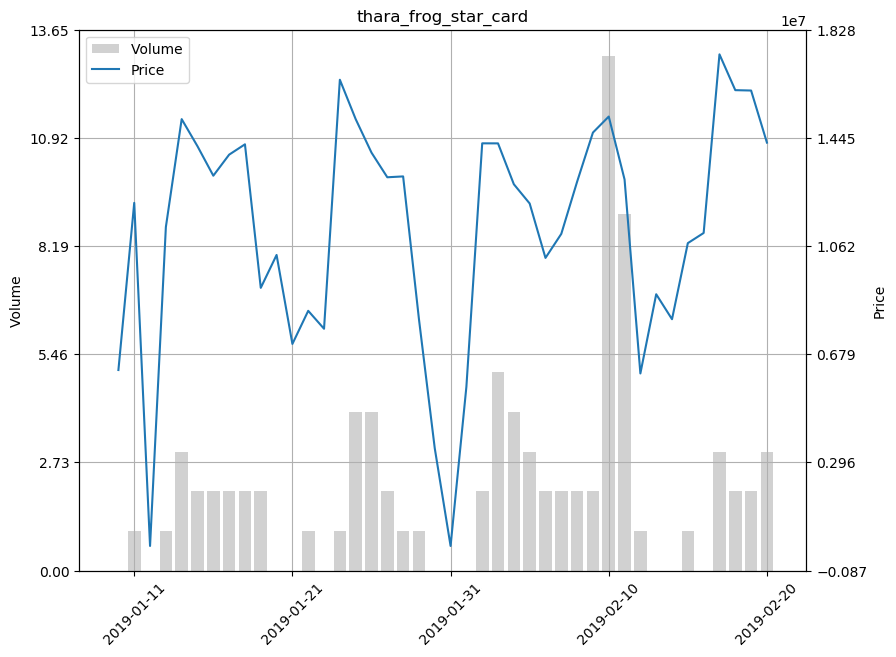 thara_frog_star_card
1e7
Volume
Price
13.65
10.92
8.19
5.46
2.73
0.00
Volume
1.828
1.445
1.062
0.679
0.296
−0.087
Price
2019-01-11
2019-01-21
2019-01-31
2019-02-10
2019-02-20